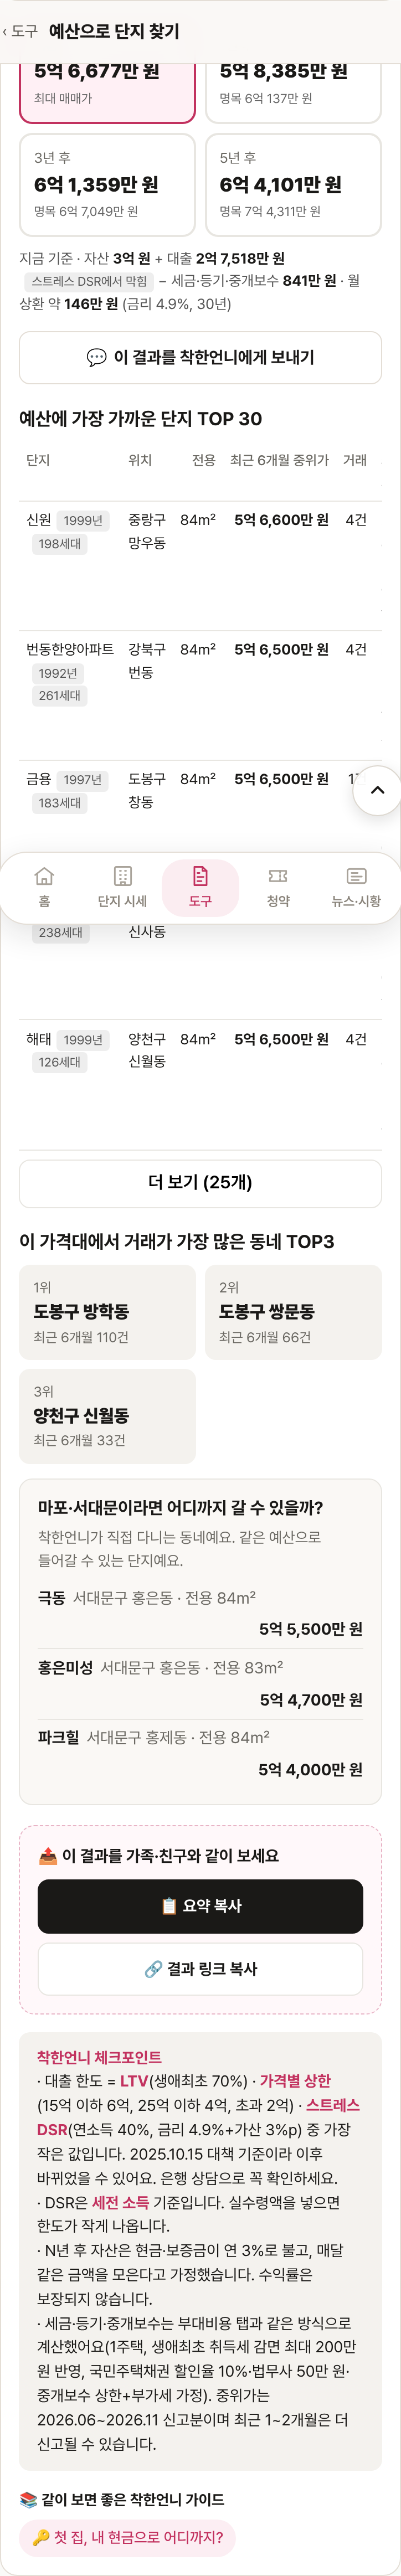 ‹ 도구 예산으로 단지 찾기
5억 6,677만 원
최대 매매가
5억 8,385만 원
명목 6억 137만 원
3년 후
6억 1,359만 원
명목 6억 7,049만 원
5년 후
6억 4,101만 원
명목 7억 4,311만 원
지금 기준 · 자산 3억 원 + 대출 2억 7,518만 원
스트레스 DSR에서 막힘 − 세금·등기·중개보수 841만 원 · 월
상환 약 146만 원 (금리 4.9%, 30년)
💬 이 결과를 착한언니에게 보내기
예산에 가장 가까운 단지 TOP 30
단지 위치 전용 최근 6개월 중위가 거래
신원 1999년 중랑구 84m² 5억 6,600만 원 4건
198세대 망우동
번동한양아파트 강북구 84m² 5억 6,500만 원 4건
1992년 번동
261세대
금용 1997년 도봉구 84m² 5억 6,500만 원
183세대 창동
홈 단지 시세 도구 청약 뉴스·시황
238세대 신사동
해태 1999년 양천구 84m² 5억 6,500만 원 4건
126세대 신월동
더 보기 (25개)
이 가격대에서 거래가 가장 많은 동네 TOP3
1위
도봉구 방학동
최근 6개월 110건
2위
도봉구 쌍문동
최근 6개월 66건
3위
양천구 신월동
최근 6개월 33건
마포·서대문이라면 어디까지 갈 수 있을까?
착한언니가 직접 다니는 동네예요. 같은 예산으로
들어갈 수 있는 단지예요.
극동 서대문구 홍은동 · 전용 84m²
5억 5,500만 원
홍은미성 서대문구 홍은동 · 전용 83m²
5억 4,700만 원
파크힐 서대문구 홍제동 · 전용 84m²
5억 4,000만 원
📤 이 결과를 가족·친구와 같이 보세요
📋 요약 복사
🔗 결과 링크 복사
착한언니 체크포인트
· 대출 한도 = LTV(생애최초 70%) · 가격별 상한
(15억 이하 6억, 25억 이하 4억, 초과 2억) · 스트레스
DSR(연소득 40%, 금리 4.9%+가산 3%p) 중 가장
작은 값입니다. 2025.10.15 대책 기준이라 이후
바뀌었을 수 있어요. 은행 상담으로 꼭 확인하세요.
· DSR은 세전 소득 기준입니다. 실수령액을 넣으면
한도가 작게 나옵니다.
· N년 후 자산은 현금·보증금이 연 3%로 불고, 매달
같은 금액을 모은다고 가정했습니다. 수익률은
보장되지 않습니다.
· 세금·등기·중개보수는 부대비용 탭과 같은 방식으로
계산했어요(1주택, 생애최초 취득세 감면 최대 200만
원 반영, 국민주택채권 할인율 10%·법무사 50만 원·
중개보수 상한+부가세 가정). 중위가는
2026.06~2026.11 신고분이며 최근 1~2개월은 더
신고될 수 있습니다.
📚 같이 보면 좋은 착한언니 가이드
🔑 첫 집, 내 현금으로 어디까지?